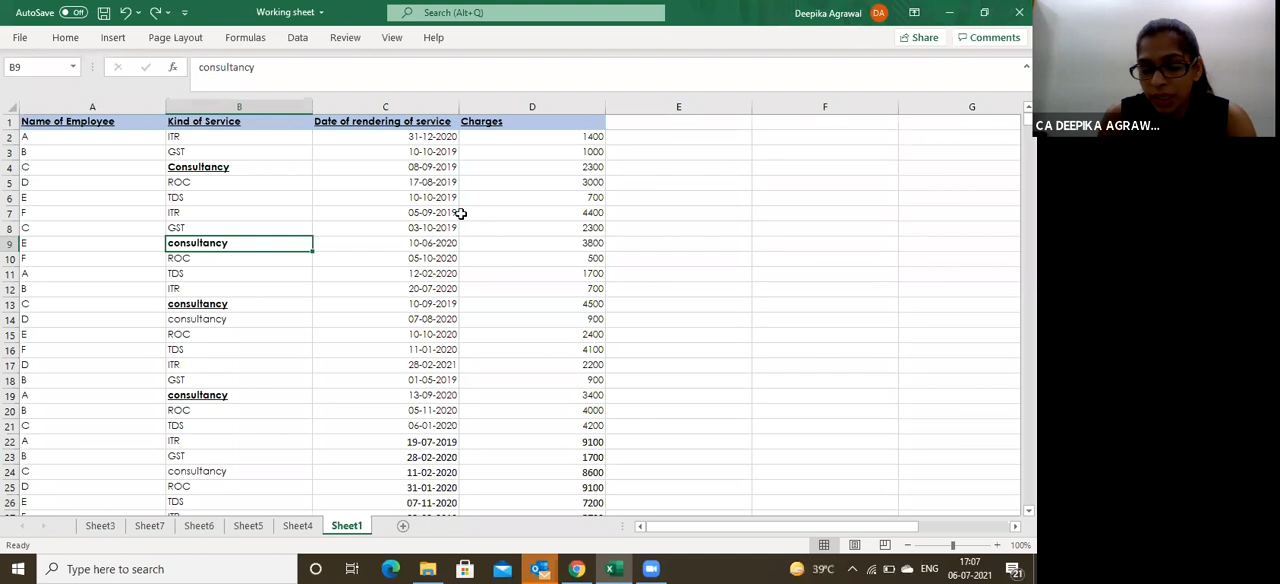 AutoSave Off Working sheet Search (Alt+Q) Deepika Agrawal DA
File Home Insert Page Layout Formulas Data Review View Help Share Comments
B9 fx consultancy
A B C D E F G
1 Name of Employee Kind of Service Date of rendering of service Charges
2 A ITR 31-12-2020 1400
3 B GST 10-10-2019 1000
4 C Consultancy 08-09-2019 2300
5 D ROC 17-08-2019 3000
6 E TDS 10-10-2019 700
7 F ITR 05-09-2019 4400
8 C GST 03-10-2019 2300
9 E consultancy 10-06-2020 3800
10 F ROC 05-10-2020 500
11 A TDS 12-02-2020 1700
12 B ITR 20-07-2020 700
13 C consultancy 10-09-2019 4500
14 D consultancy 07-08-2020 900
15 E ROC 10-10-2020 2400
16 F TDS 11-01-2020 4100
17 D ITR 28-02-2021 2200
18 B GST 01-05-2019 900
19 A consultancy 13-09-2020 3400
20 B ROC 05-11-2020 4000
21 C TDS 06-01-2020 4200
22 A ITR 19-07-2019 9100
23 B GST 28-02-2020 1700
24 C consultancy 11-02-2020 8600
25 D ROC 31-01-2020 9100
26 E TDS 07-11-2020 7200
Sheet3 Sheet7 Sheet6 Sheet5 Sheet4 Sheet1
Ready 100%
Type here to search 39°C ENG 17:07
06-07-2021 21
CA DEEPIKA AGRAW...